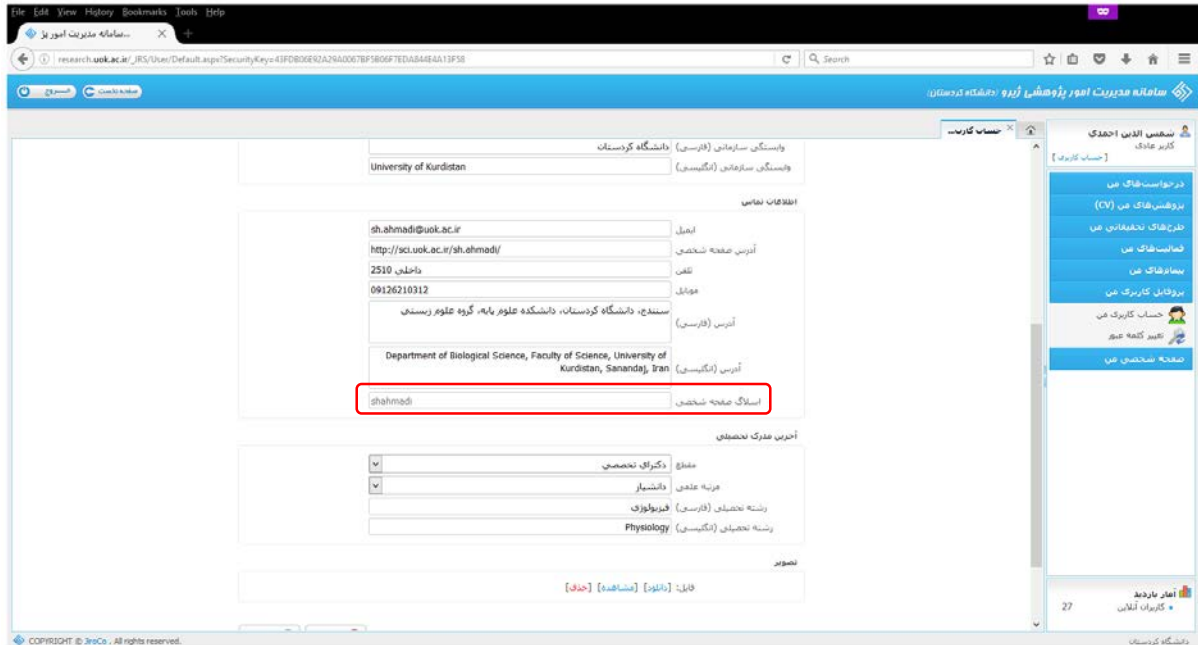 File Edit View History Bookmarks Tools Help
سامانه مدیریت امور پژ...
research.uok.ac.ir/_JRS/User/Default.aspx?SecurityKey=43FDB06E92A29A0067BF5B06F7EDA844E4A13F58
Search
سامانه مدیریت امور پژوهشی ژیرو (دانشگاه کردستان)
صفحه نخست
خـــروج
شمس الدین احمدی
کاربر عادی
[حساب کاربری]
درخواست‌های من
پژوهش‌های من (CV)
طرح‌های تحقیقاتی من
فعالیت‌های من
پیام‌های من
پروفایل کاربری من
حساب کاربری من
تغییر کلمه عبور
صفحه شخصی من
آمار بازدید
کاربران آنلاین 27
حساب کارب...
وابستگی سازمانی (فارسی) دانشگاه کردستان
وابستگی سازمانی (انگلیسی) University of Kurdistan
اطلاعات تماس
ایمیل sh.ahmadi@uok.ac.ir
آدرس صفحه شخصی http://sci.uok.ac.ir/sh.ahmadi/
تلفن داخلی 2510
موبایل 09126210312
آدرس (فارسی) سنندج، دانشگاه کردستان، دانشکده علوم پایه، گروه علوم زیستی
Department of Biological Science, Faculty of Science, University of
آدرس (انگلیسی) Kurdistan, Sanandaj, Iran
اسلاگ صفحه شخصی shahmadi
آخرین مدرک تحصیلی
مقطع دکترای تخصصی
مرتبه علمی دانشیار
رشته تحصیلی (فارسی) فیزیولوژی
رشته تحصیلی (انگلیسی) Physiology
تصویر
فایل: [دانلود] [مشاهده] [حذف]
COPYRIGHT © JiroCo . All rights reserved.
دانشگاه کردستان